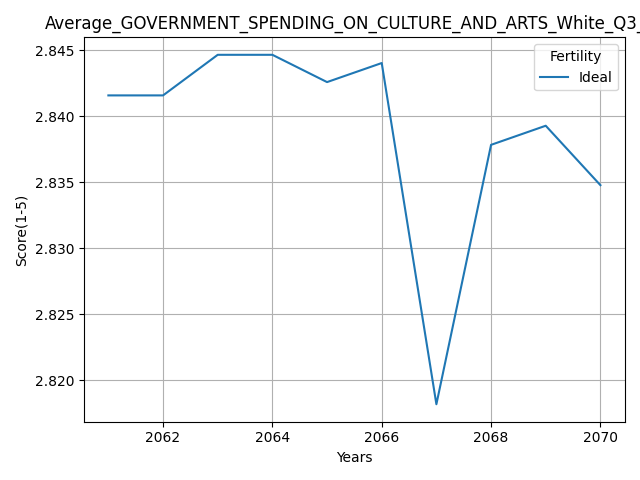 Average_GOVERNMENT_SPENDING_ON_CULTURE_AND_ARTS_White_Q3_
2.845
2.840
2.835
2.830
2.825
2.820
Score(1-5)
Fertility
Ideal
2062 2064 2066 2068 2070
Years